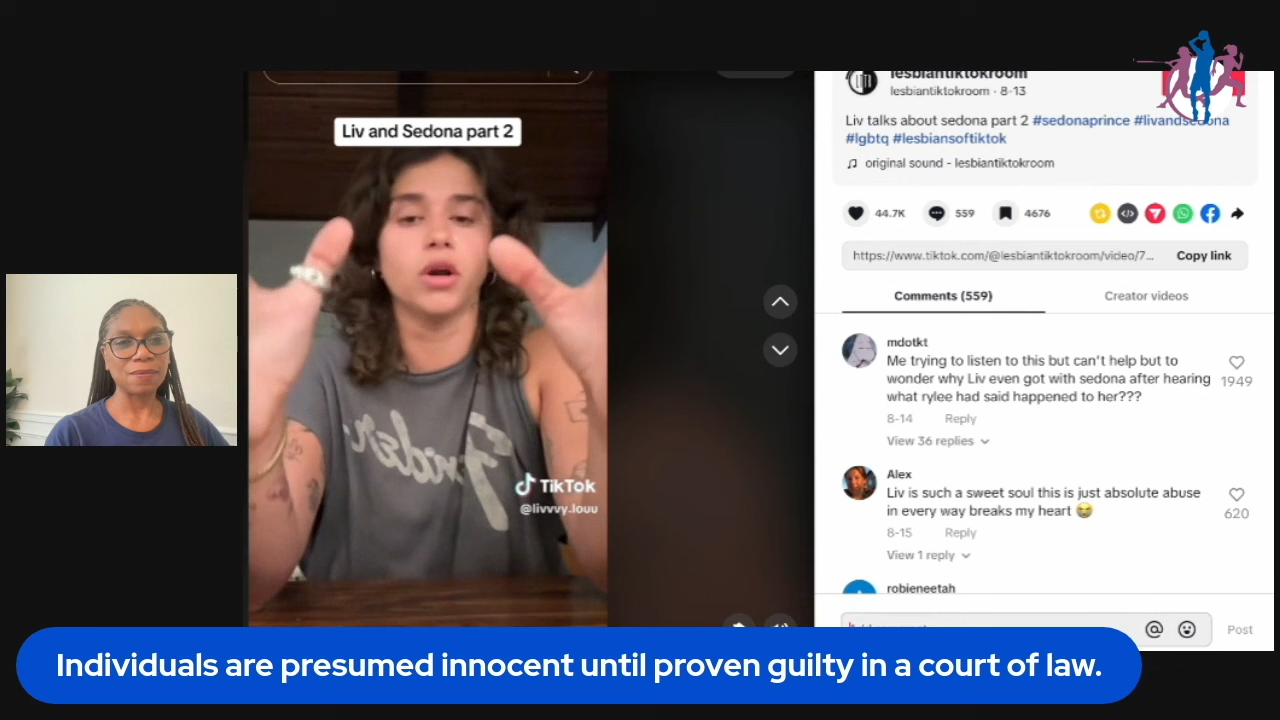 Liv and Sedona part 2
Fender
TikTok
@livvvy.louu
lesbiantiktokroom
lesbiantiktokroom · 8-13
Liv talks about sedona part 2 #sedonaprince #livandsedona
#lgbtq #lesbiansoftiktok
original sound - lesbiantiktokroom
44.7K
559
4676
https://www.tiktok.com/@lesbiantiktokroom/video/7...
Copy link
Comments (559)
Creator videos
mdotkt
Me trying to listen to this but can't help but to
wonder why Liv even got with sedona after hearing
what rylee had said happened to her???
1949
8-14 Reply
View 36 replies
Alex
Liv is such a sweet soul this is just absolute abuse
in every way breaks my heart 😭
620
8-15 Reply
View 1 reply
robieneetah
@
Post
Individuals are presumed innocent until proven guilty in a court of law.